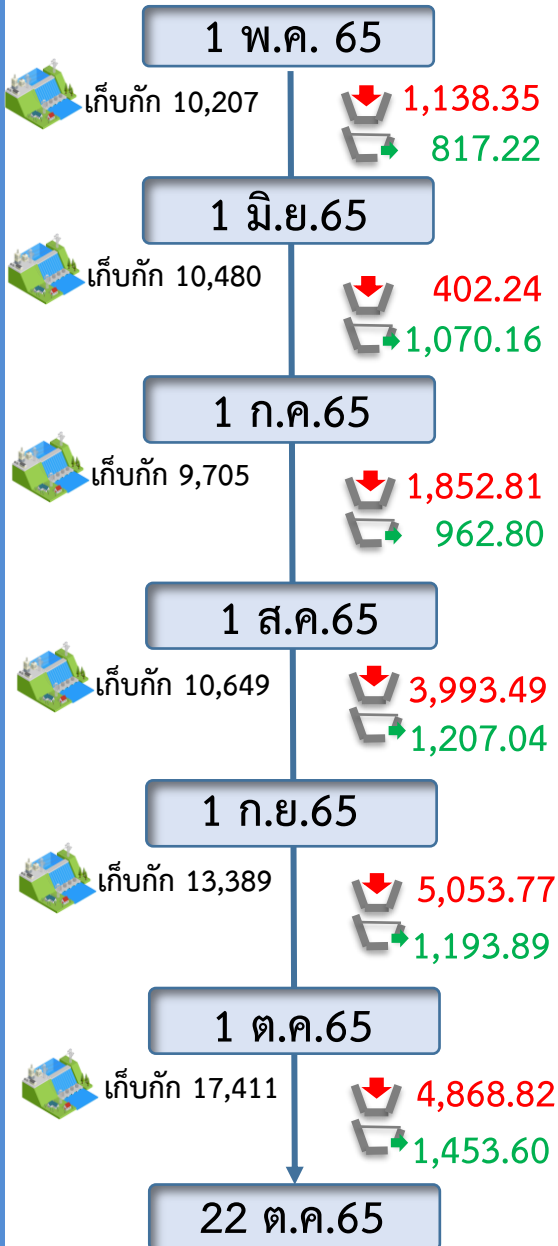 1 พ.ค. 65
เก็บกัก 10,207
1,138.35
817.22
1 มิ.ย.65
เก็บกัก 10,480
402.24
1,070.16
1 ก.ค.65
เก็บกัก 9,705
1,852.81
962.80
1 ส.ค.65
เก็บกัก 10,649
3,993.49
1,207.04
1 ก.ย.65
เก็บกัก 13,389
5,053.77
1,193.89
1 ต.ค.65
เก็บกัก 17,411
4,868.82
1,453.60
22 ต.ค.65